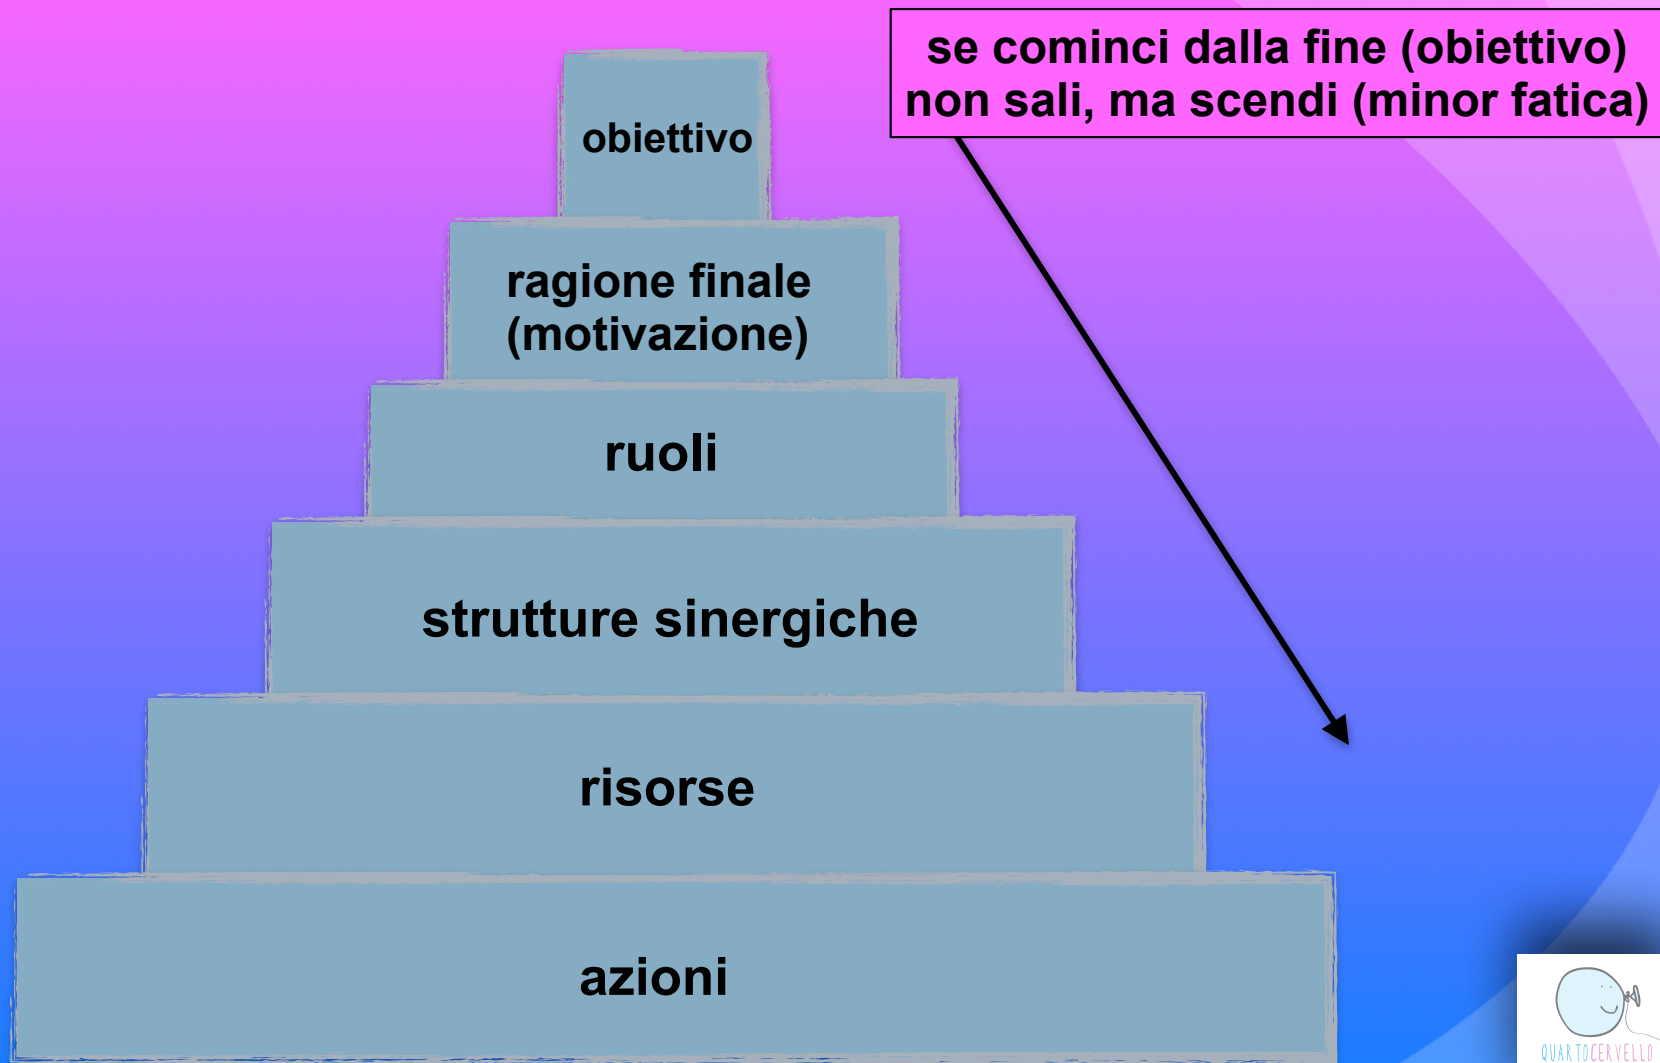 se cominci dalla fine (obiettivo)
non sali, ma scendi (minor fatica)
obiettivo
ragione finale
(motivazione)
ruoli
strutture sinergiche
risorse
azioni
QUARTOCERVELLO